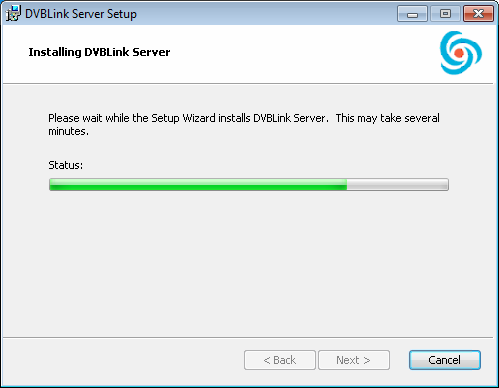 DVBLink Server Setup
Installing DVBLink Server
Please wait while the Setup Wizard installs DVBLink Server.  This may take several
minutes.
Status:
< Back
Next >
Cancel